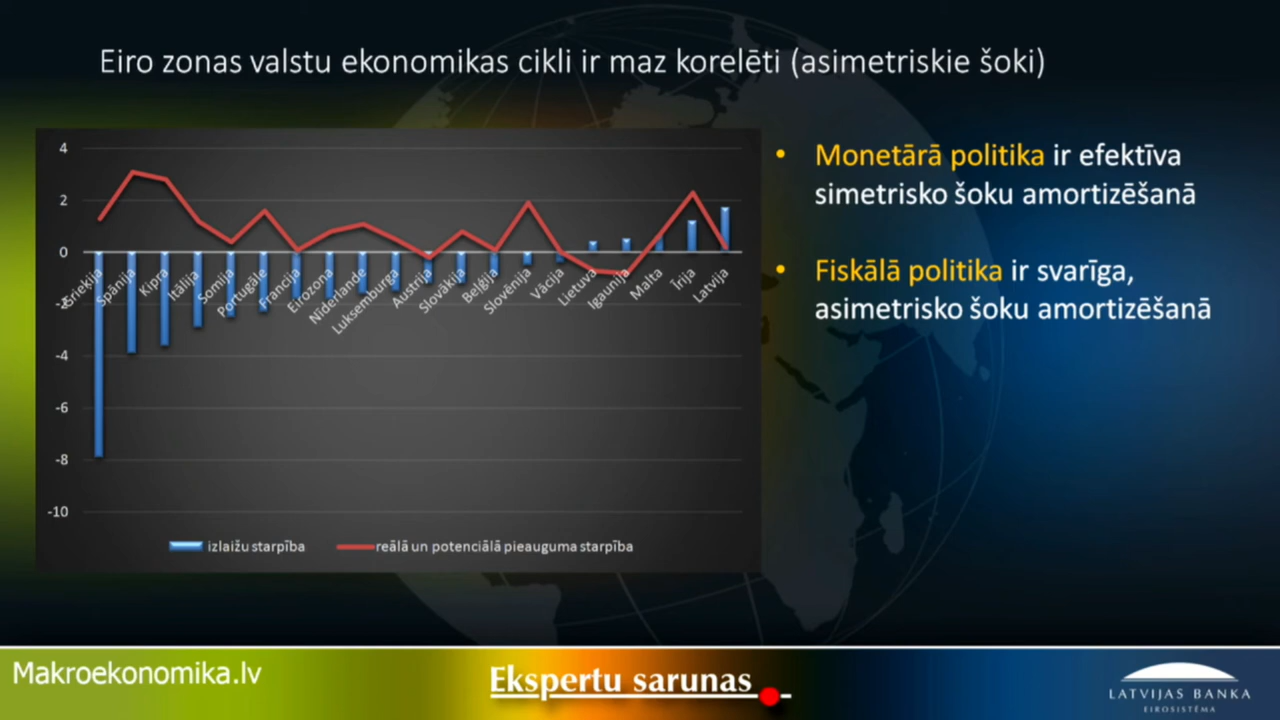 Eiro zonas valstu ekonomikas cikli ir maz korelēti (asimetriskie šoki)
4
2
0
-2
-4
-6
-8
-10
Grieķija
Spānija
Kipra
Itālija
Somija
Portugāle
Francija
Eirozona
Nīderlande
Luksemburga
Austrija
Slovākija
Beļģija
Slovēnija
Vācija
Lietuva
Igaunija
Malta
Īrija
Latvija
izlaižu starpība
reālā un potenciālā pieauguma starpība
• Monetārā politika ir efektīva
simetrisko šoku amortizēšanā
• Fiskālā politika ir svarīga,
asimetrisko šoku amortizēšanā
Makroekonomika.lv
Ekspertu sarunas
LATVIJAS BANKA
EIROSISTĒMA